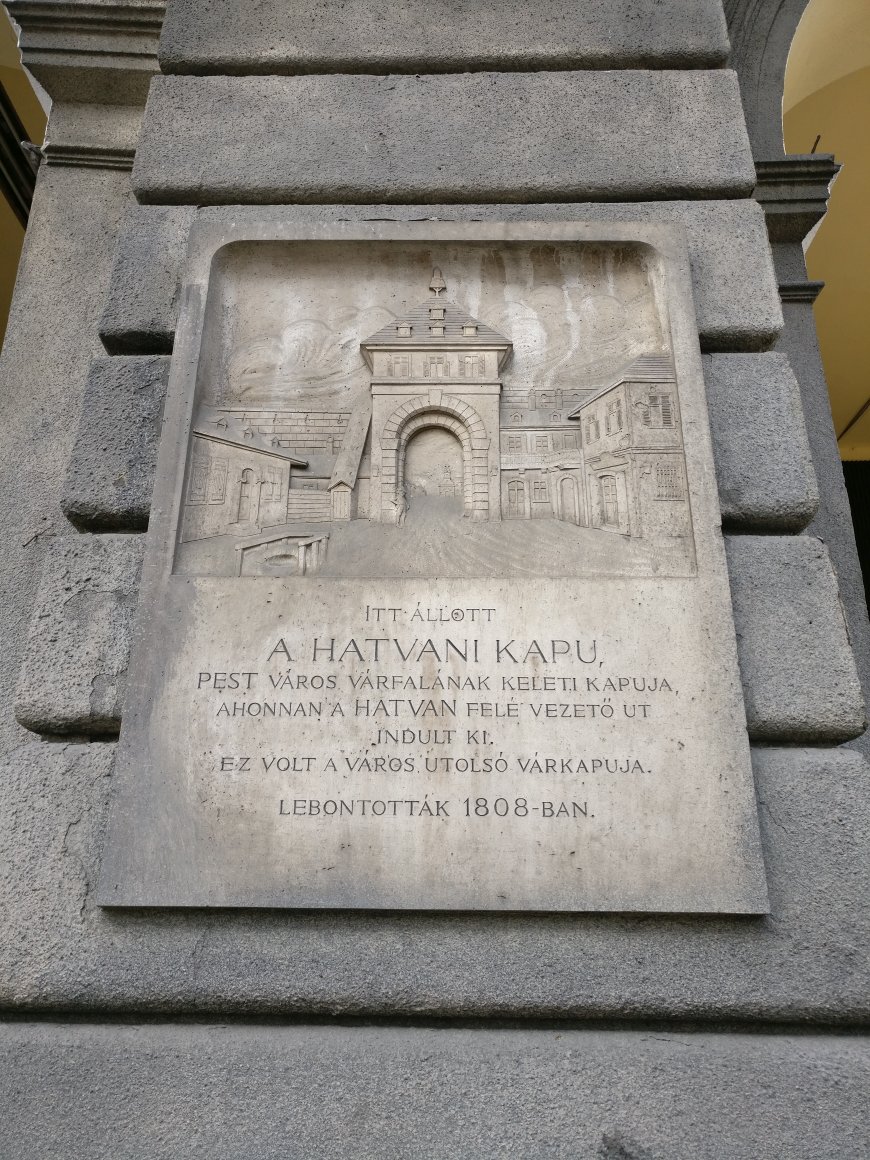 ITT ÁLLOTT
A HATVANI KAPU,
PEST VÁROS VÁRFALÁNAK KELETI KAPUJA,
AHONNAN A HATVAN FELÉ VEZETŐ ÚT
INDULT KI.
EZ VOLT A VÁROS UTOLSÓ VÁRKAPUJA.
LEBONTOTTÁK 1808-BAN.